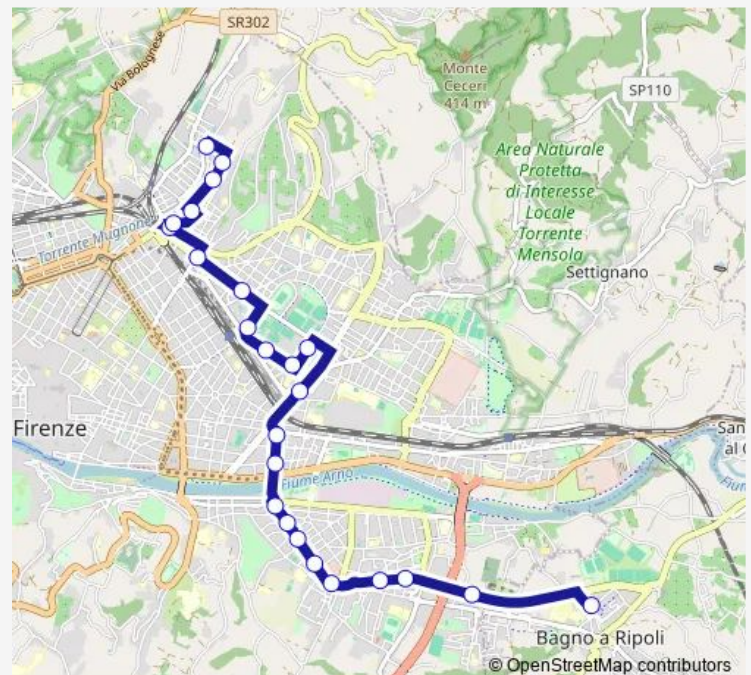 SR302
Via Bolognese
Monte
Ceceri
414 m
SP110
Area Naturale
Protetta
di Interesse
Locale
Torrente
Mensola
Torrente Mugnone
Settignano
Firenze
San
al
Fiume Arno
Bagno a Ripoli
© OpenStreetMap contributors